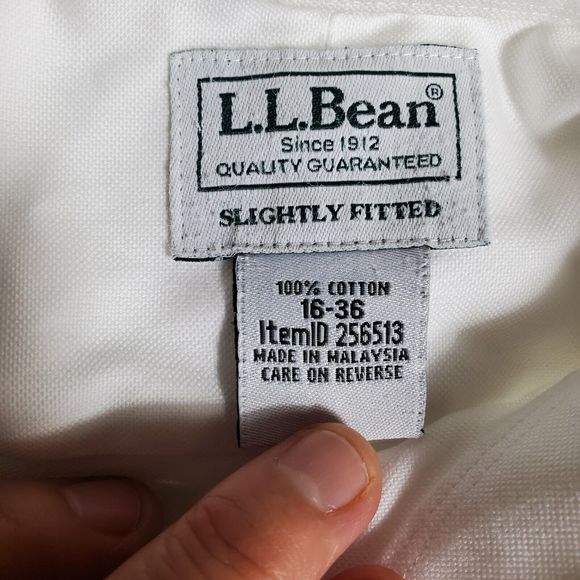 L.L.Bean®
Since 1912
QUALITY GUARANTEED
SLIGHTLY FITTED
100% COTTON
16-36
ItemID 256513
MADE IN MALAYSIA
CARE ON REVERSE